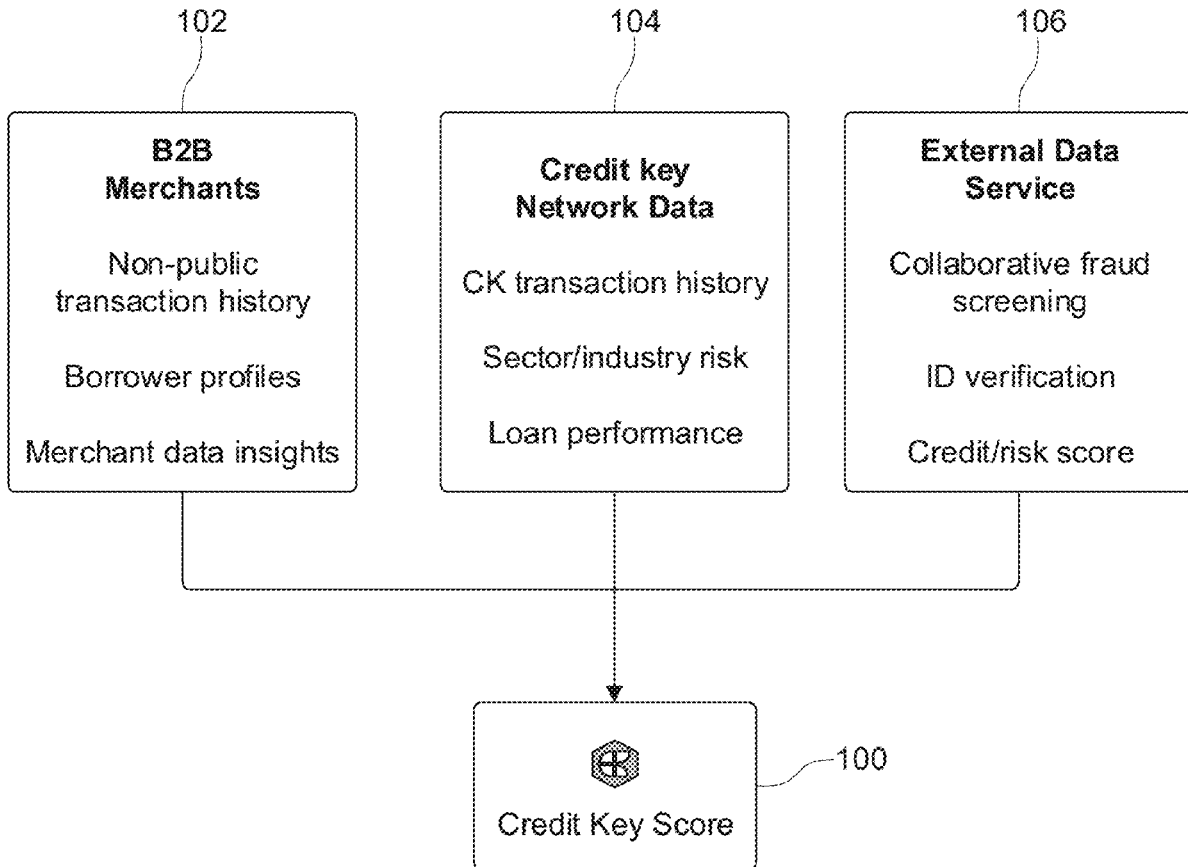 102
104
106
B2B
Merchants
Non-public
transaction history
Borrower profiles
Merchant data insights
Credit key
Network Data
CK transaction history
Sector/industry risk
Loan performance
External Data
Service
Collaborative fraud
screening
ID verification
Credit/risk score
100
Credit Key Score